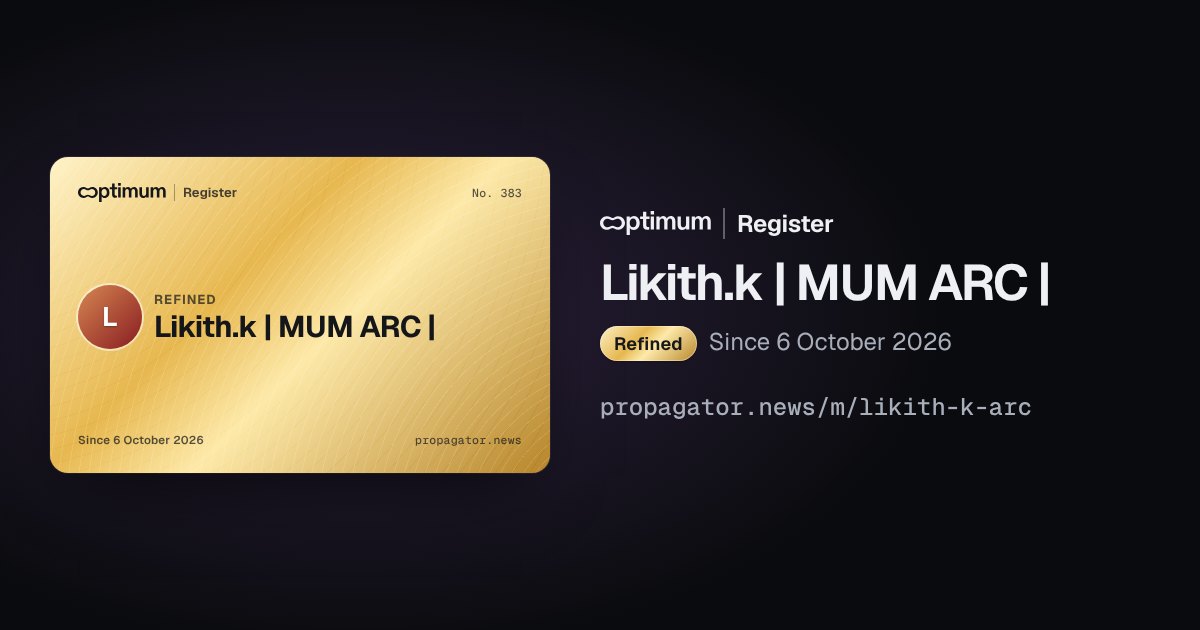 optimum | Register
No. 383
L
REFINED
Likith.k | MUM ARC |
Since 6 October 2026
propagator.news
optimum | Register
Likith.k | MUM ARC |
Refined Since 6 October 2026
propagator.news/m/likith-k-arc